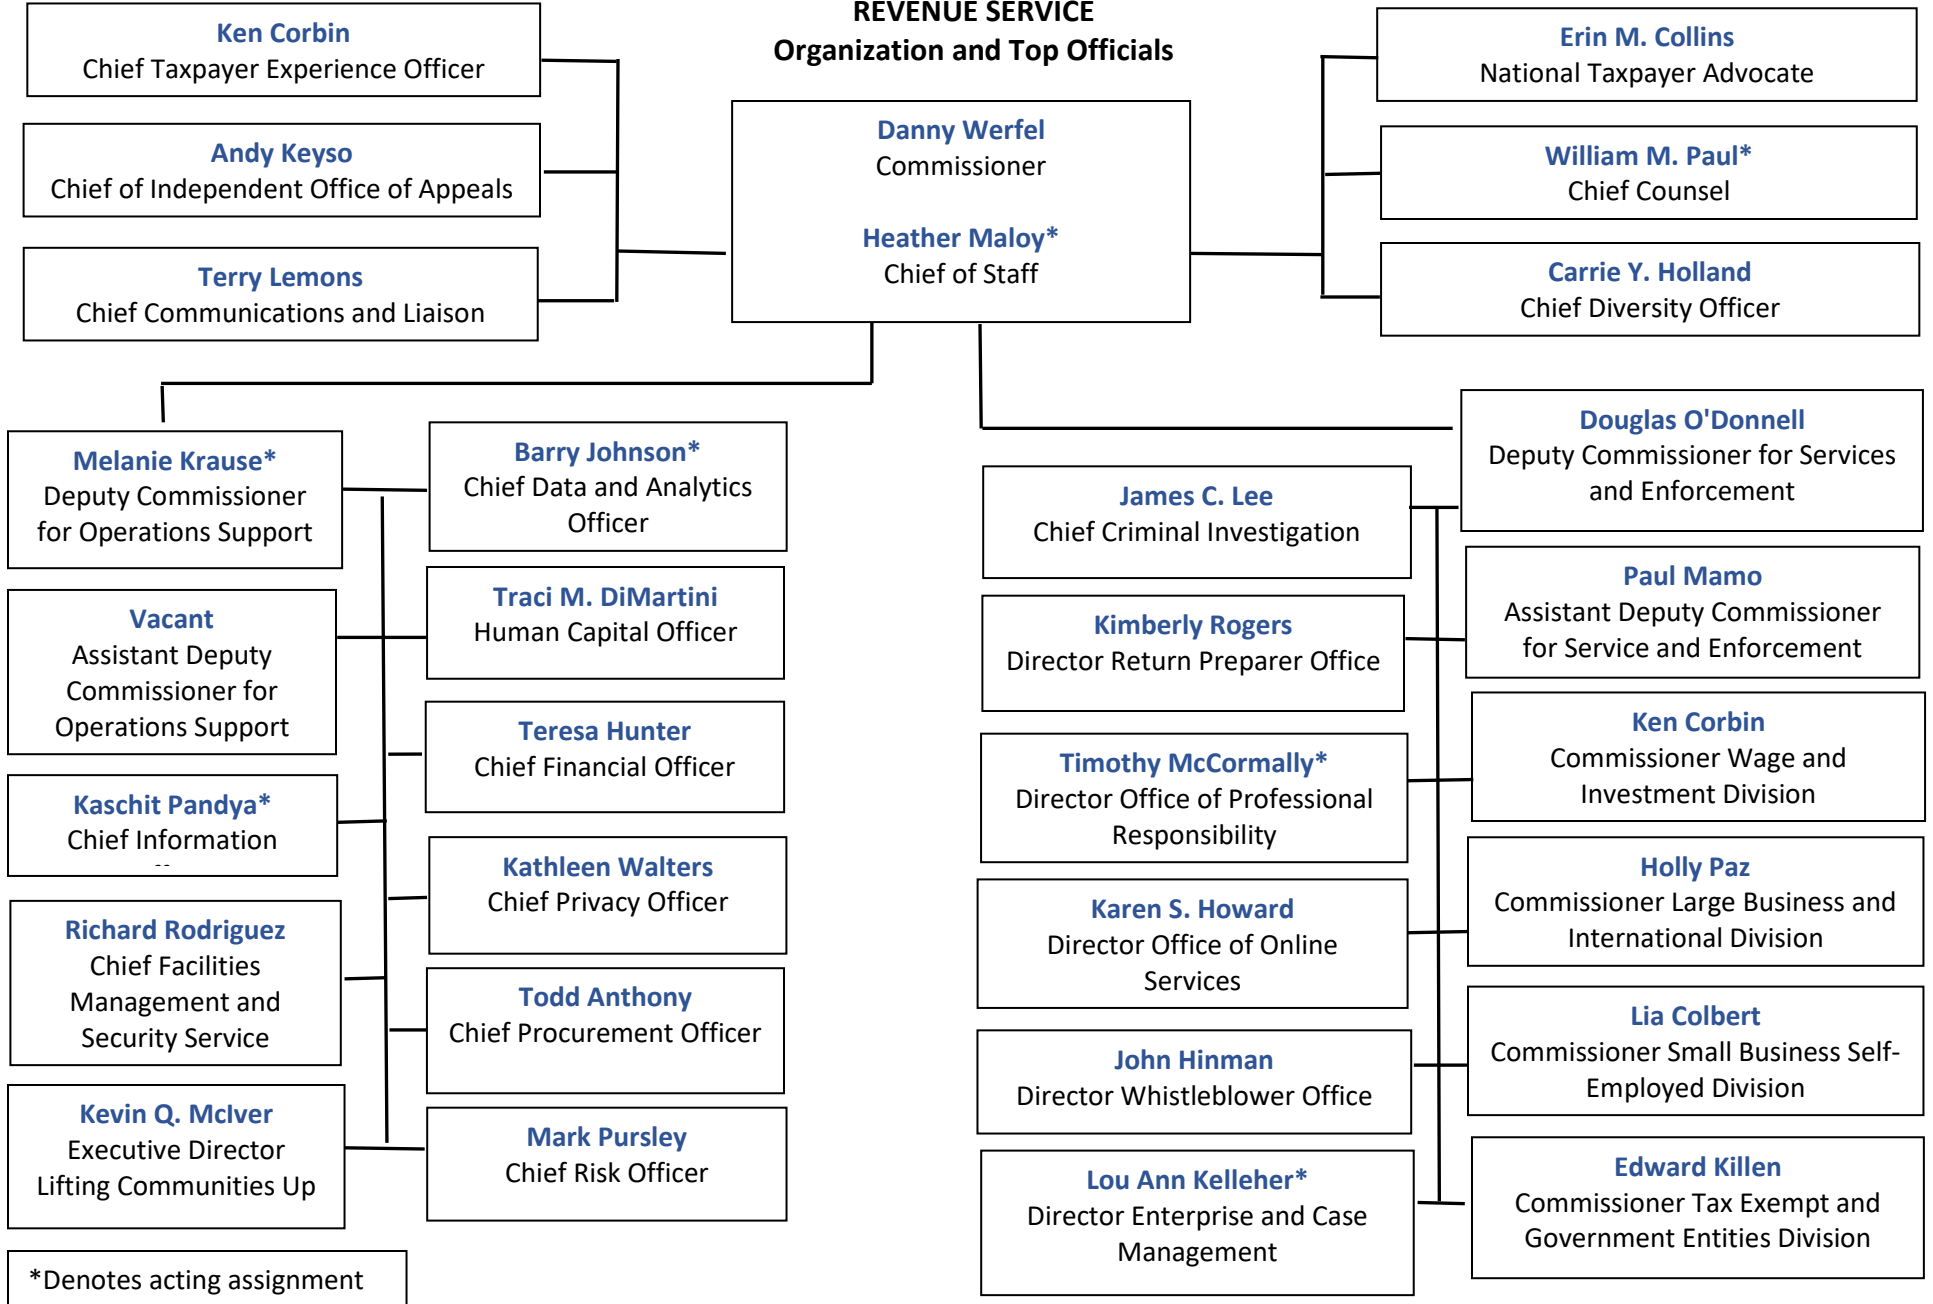 REVENUE SERVICE
Organization and Top Officials
Ken Corbin
Chief Taxpayer Experience Officer
Andy Keyso
Chief of Independent Office of Appeals
Terry Lemons
Chief Communications and Liaison
Danny Werfel
Commissioner
Heather Maloy*
Chief of Staff
Erin M. Collins
National Taxpayer Advocate
William M. Paul*
Chief Counsel
Carrie Y. Holland
Chief Diversity Officer
Melanie Krause*
Deputy Commissioner
for Operations Support
Vacant
Assistant Deputy
Commissioner for
Operations Support
Kaschit Pandya*
Chief Information
Richard Rodriguez
Chief Facilities
Management and
Security Service
Kevin Q. McIver
Executive Director
Lifting Communities Up
Barry Johnson*
Chief Data and Analytics
Officer
Traci M. DiMartini
Human Capital Officer
Teresa Hunter
Chief Financial Officer
Kathleen Walters
Chief Privacy Officer
Todd Anthony
Chief Procurement Officer
Mark Pursley
Chief Risk Officer
James C. Lee
Chief Criminal Investigation
Kimberly Rogers
Director Return Preparer Office
Timothy McCormally*
Director Office of Professional
Responsibility
Karen S. Howard
Director Office of Online
Services
John Hinman
Director Whistleblower Office
Lou Ann Kelleher*
Director Enterprise and Case
Management
Douglas O'Donnell
Deputy Commissioner for Services
and Enforcement
Paul Mamo
Assistant Deputy Commissioner
for Service and Enforcement
Ken Corbin
Commissioner Wage and
Investment Division
Holly Paz
Commissioner Large Business and
International Division
Lia Colbert
Commissioner Small Business Self-
Employed Division
Edward Killen
Commissioner Tax Exempt and
Government Entities Division
*Denotes acting assignment